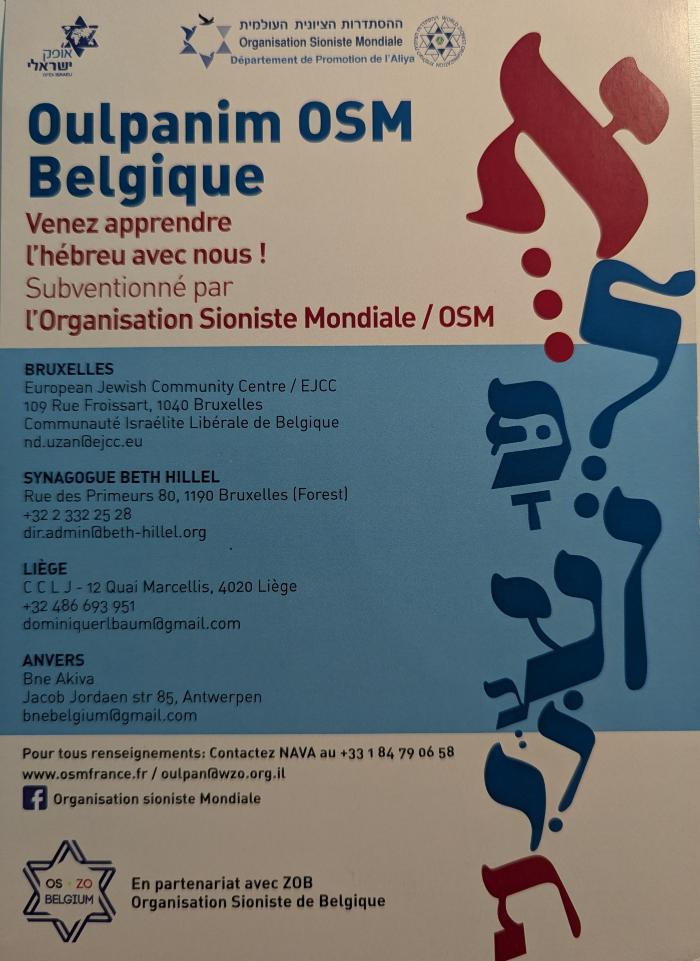 אופק
ישראלי
OFEK ISRAELI
ההסתדרות הציונית העולמית
Organisation Sioniste Mondiale
Département de Promotion de l'Aliya
Oulpanim OSM
Belgique
Venez apprendre
l'hébreu avec nous !
Subventionné par
l'Organisation Sioniste Mondiale / OSM
BRUXELLES
European Jewish Community Centre / EJCC
109 Rue Froissart, 1040 Bruxelles
Communauté Israélite Libérale de Belgique
nd.uzan@ejcc.eu
SYNAGOGUE BETH HILLEL
Rue des Primeurs 80, 1190 Bruxelles (Forest)
+32 2 332 25 28
dir.admin@beth-hillel.org
LIÈGE
C C L J - 12 Quai Marcellis, 4020 Liège
+32 486 693 951
dominiquerlbaum@gmail.com
ANVERS
Bne Akiva
Jacob Jordaen str 85, Antwerpen
bnebelgium@gmail.com
Pour tous renseignements: Contactez NAVA au +33 1 84 79 06 58
www.osmfrance.fr / oulpan@wzo.org.il
Organisation sioniste Mondiale
OS ZO
BELGIUM
En partenariat avec ZOB
Organisation Sioniste de Belgique